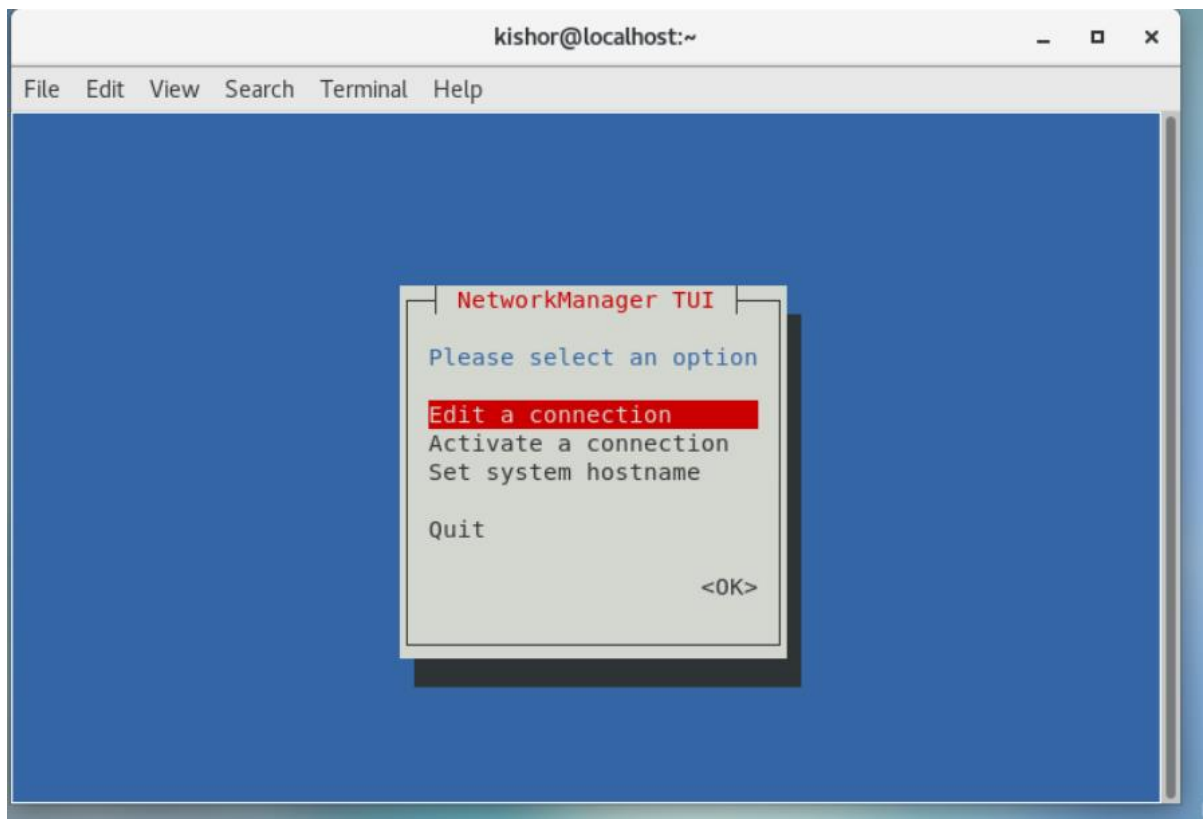 kishor@localhost:~
File Edit View Search Terminal Help
NetworkManager TUI
Please select an option
Edit a connection
Activate a connection
Set system hostname
Quit
<OK>